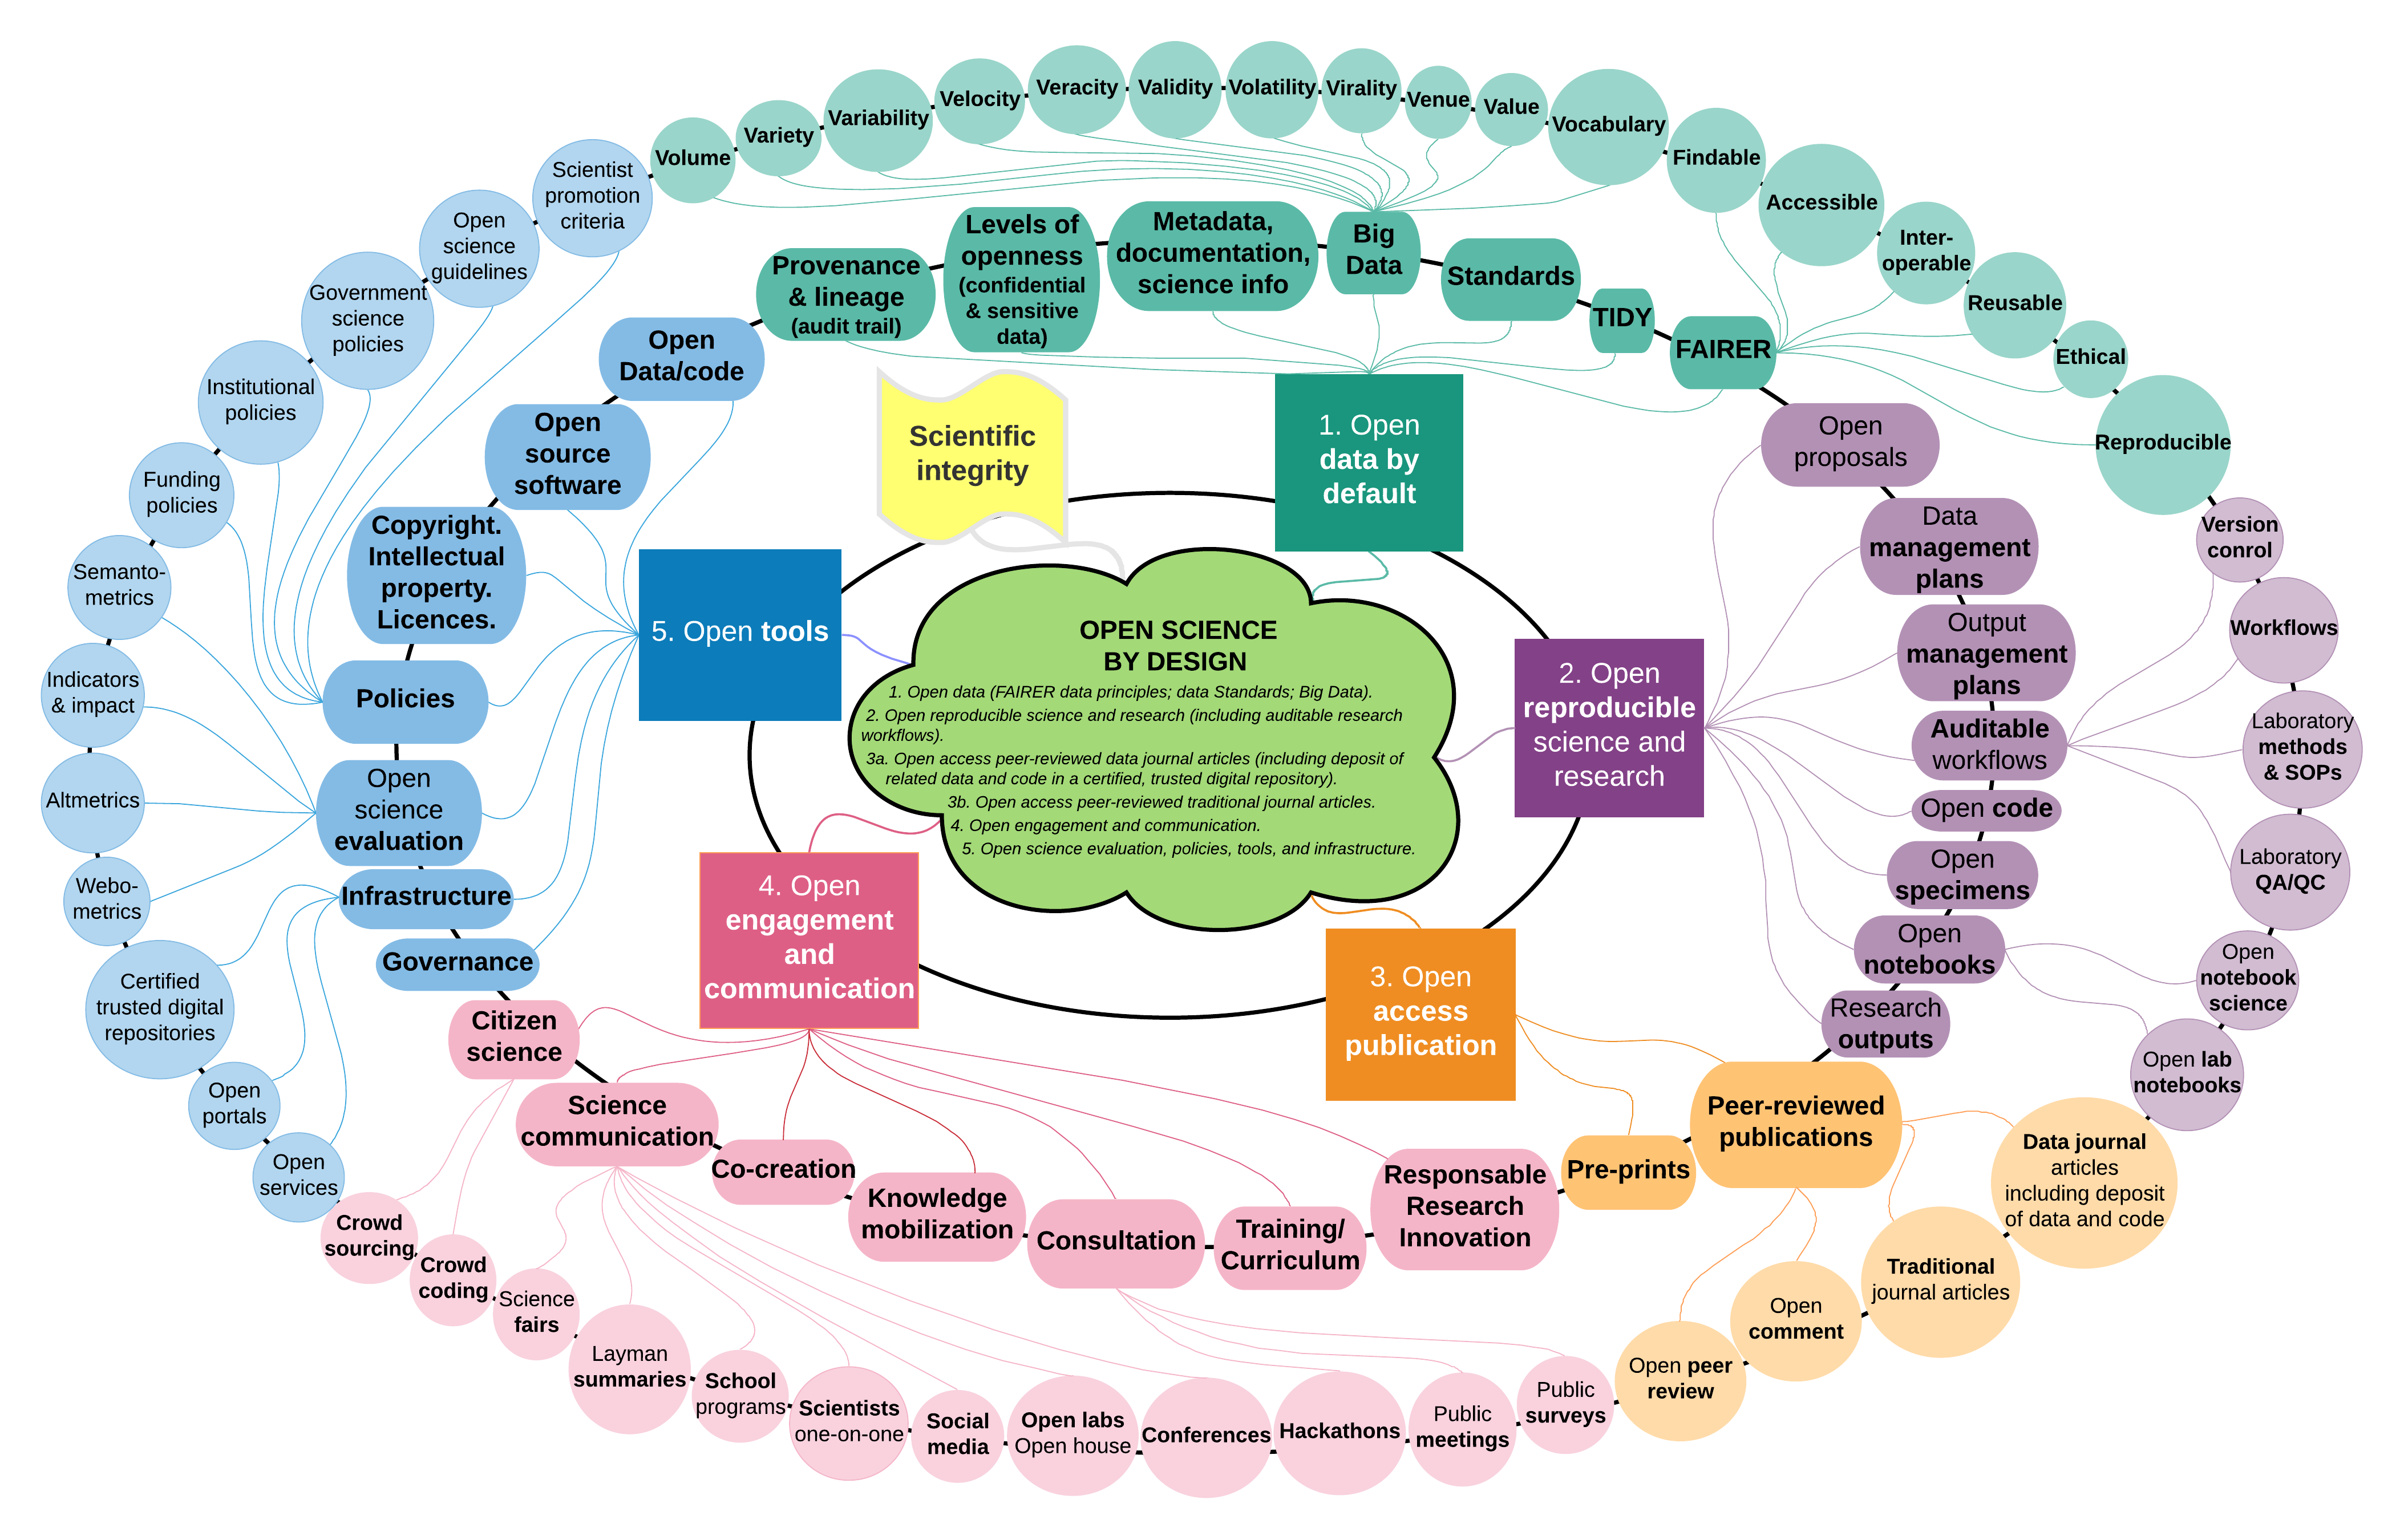 OPEN SCIENCE
BY DESIGN
1. Open data (FAIRER data principles; data Standards; Big Data).
2. Open reproducible science and research (including auditable research
workflows).
3a. Open access peer-reviewed data journal articles (including deposit of
related data and code in a certified, trusted digital repository).
3b. Open access peer-reviewed traditional journal articles.
4. Open engagement and communication.
5. Open science evaluation, policies, tools, and infrastructure.
Scientific
integrity
1. Open
data by
default
Provenance
& lineage
(audit trail)
Levels of
openness
(confidential
& sensitive
data)
Metadata,
documentation,
science info
Big
Data
Standards
TIDY
FAIRER
Volume
Variety
Variability
Velocity
Veracity
Validity
Volatility
Virality
Venue
Value
Vocabulary
Findable
Accessible
Inter-
operable
Reusable
Ethical
Reproducible
2. Open
reproducible
science and
research
Open
proposals
Data
management
plans
Output
management
plans
Auditable
workflows
Open code
Open
specimens
Open
notebooks
Research
outputs
Version
conrol
Workflows
Laboratory
methods
& SOPs
Laboratory
QA/QC
Open
notebook
science
Open lab
notebooks
3. Open
access
publication
Peer-reviewed
publications
Pre-prints
Data journal
articles
including deposit
of data and code
Traditional
journal articles
Open
comment
Open peer
review
4. Open
engagement
and
communication
Citizen
science
Science
communication
Co-creation
Knowledge
mobilization
Consultation
Training/
Curriculum
Responsable
Research
Innovation
Crowd
sourcing
Crowd
coding
Science
fairs
Layman
summaries
School
programs
Scientists
one-on-one
Social
media
Open labs
Open house
Conferences
Hackathons
Public
meetings
Public
surveys
5. Open tools
Open
Data/code
Open
source
software
Copyright.
Intellectual
property.
Licences.
Policies
Open
science
evaluation
Infrastructure
Governance
Scientist
promotion
criteria
Open
science
guidelines
Government
science
policies
Institutional
policies
Funding
policies
Semanto-
metrics
Indicators
& impact
Altmetrics
Webo-
metrics
Certified
trusted digital
repositories
Open
portals
Open
services